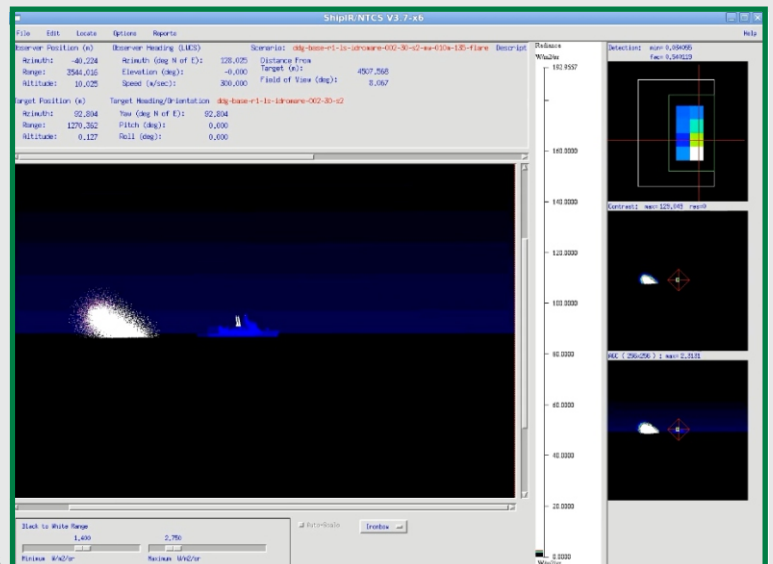 ShipIR/NTCS V3.7-x6
File Edit Locate Options Reports Help
Observer Position (m) Observer Heading (LWCS) Scenario: Descript
Azimuth: -40,224 Azimuth (deg N of E): 128,025 Distance From
Range: 2544,016 Elevation (deg): -0,000 Target (m): 4507,568
Altitude: 10,025 Speed (m/sec): 300,000 Field of View (deg): 8,067
Target Position (m) Target Heading/Orientation
Azimuth: 92,804 Yaw (deg N of E): 92,804
Range: 1270,362 Pitch (deg): 0,000
Altitude: 0,127 Roll (deg): 0,000
Radiance
W/m2/sr
160.0000
140.0000
120.0000
100.0000
80.0000
60.0000
40.0000
20.0000
0.0000
W/m2/sr
Detection:
Contrast:
Black to White Range
1,400 2,750
Minimum W/m2/sr Maximum W/m2/sr
Auto-Scale
Ironbow